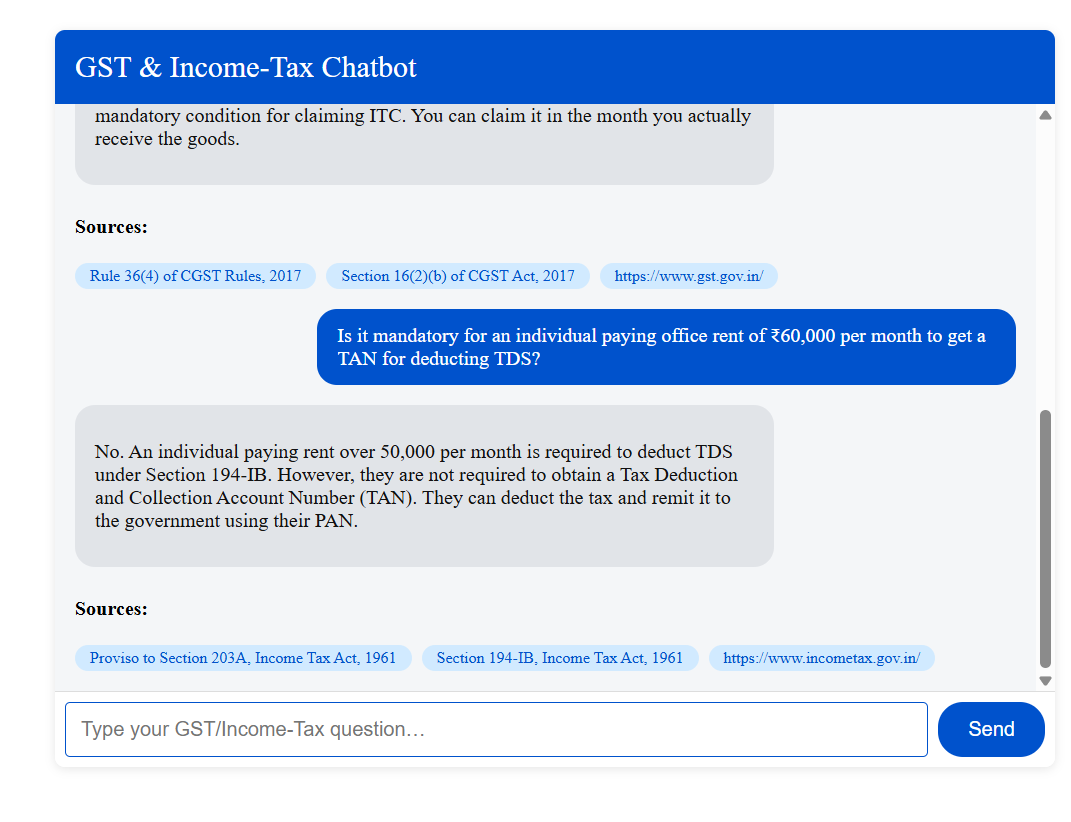 GST & Income-Tax Chatbot
mandatory condition for claiming ITC. You can claim it in the month you actually
receive the goods.
Sources:
Rule 36(4) of CGST Rules, 2017 Section 16(2)(b) of CGST Act, 2017 https://www.gst.gov.in/
Is it mandatory for an individual paying office rent of ₹60,000 per month to get a
TAN for deducting TDS?
No. An individual paying rent over 50,000 per month is required to deduct TDS
under Section 194-IB. However, they are not required to obtain a Tax Deduction
and Collection Account Number (TAN). They can deduct the tax and remit it to
the government using their PAN.
Sources:
Proviso to Section 203A, Income Tax Act, 1961 Section 194-IB, Income Tax Act, 1961 https://www.incometax.gov.in/
Type your GST/Income-Tax question… Send